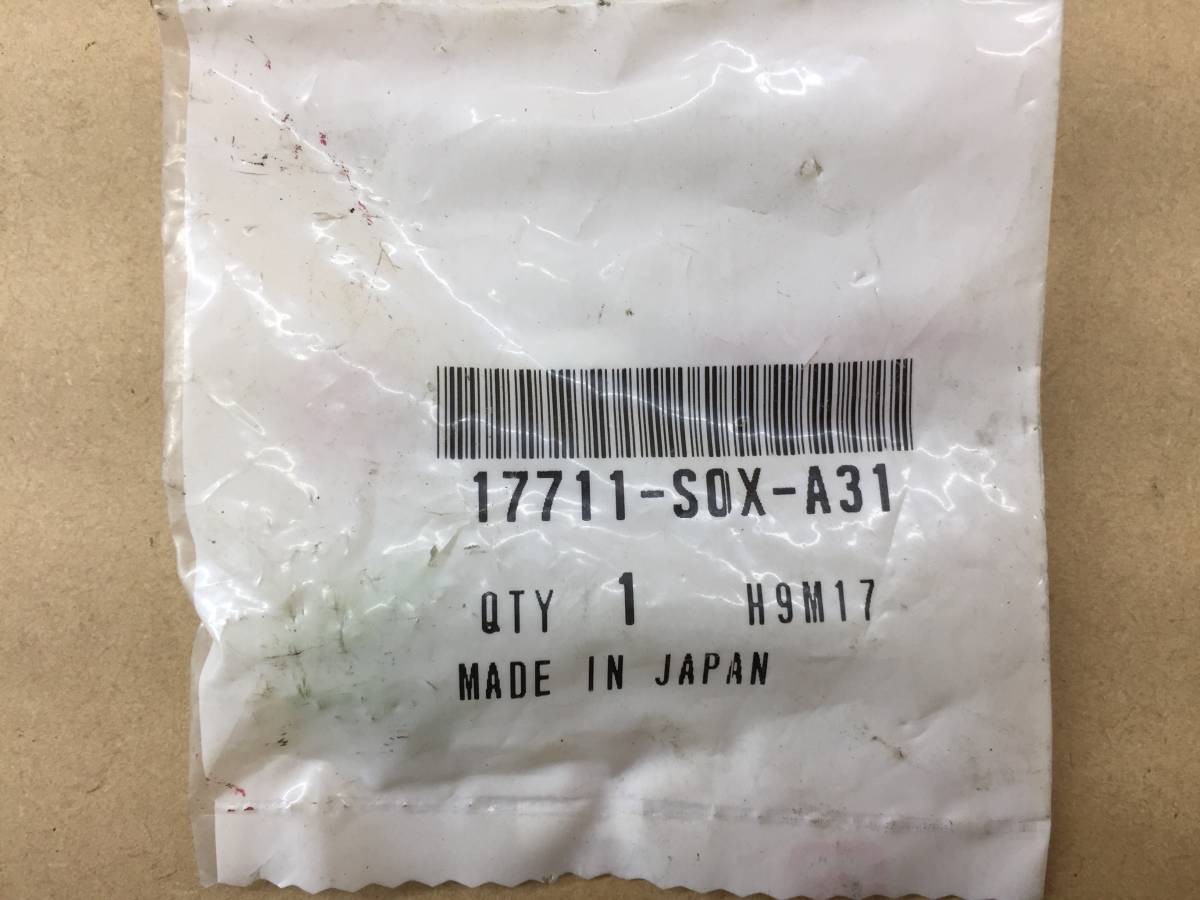 17711-S0X-A31
QTY 1 H9M17
MADE IN JAPAN